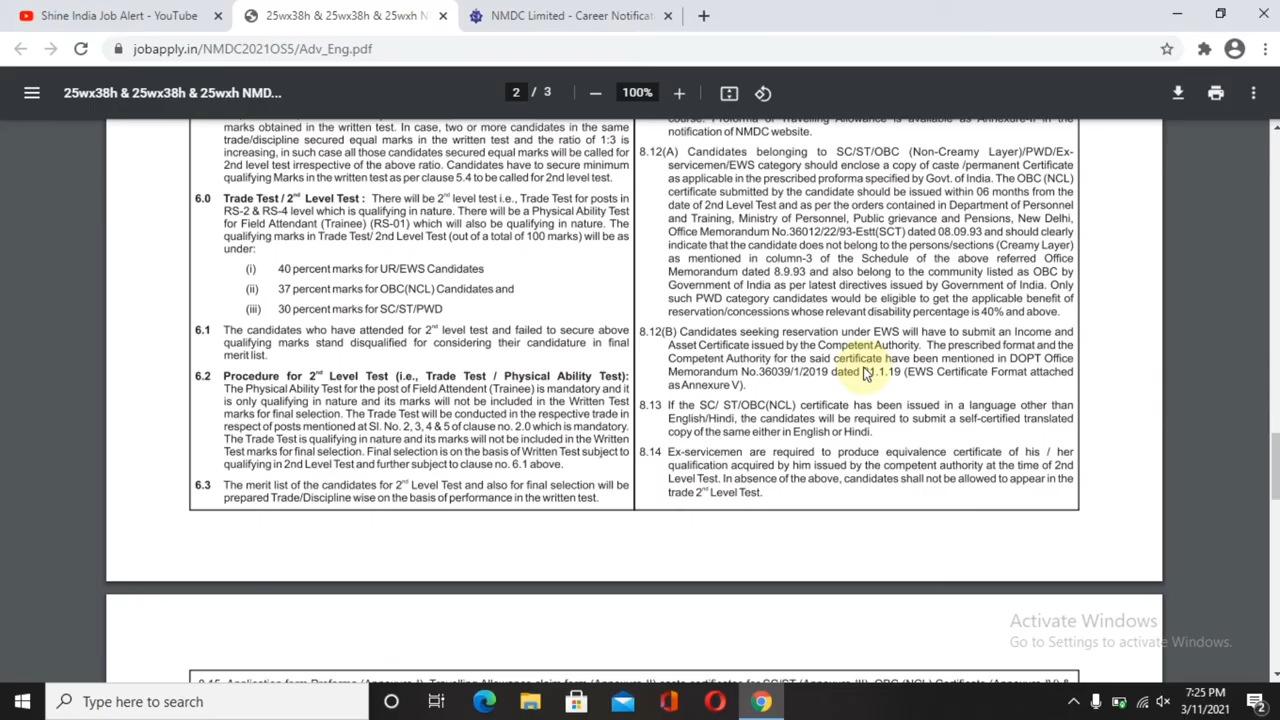 Shine India Job Alert - YouTube
25wx38h & 25wx38h & 25wxh N
NMDC Limited - Career Notificat
jobapply.in/NMDC2021OS5/Adv_Eng.pdf
25wx38h & 25wx38h & 25wxh NMD...
2 / 3
100%
marks obtained in the written test. In case, two or more candidates in the same
trade/discipline secured equal marks in the written test and the ratio of 1:3 is
increasing, in such case all those candidates secured equal marks will be called for
2nd level test irrespective of the above ratio. Candidates have to secure minimum
qualifying Marks in the written test as per clause 5.4 to be called for 2nd level test.
6.0 Trade Test / 2nd Level Test : There will be 2nd level test i.e., Trade Test for posts in
RS-2 & RS-4 level which is qualifying in nature. There will be a Physical Ability Test
for Field Attendant (Trainee) (RS-01) which will also be qualifying in nature. The
qualifying marks in Trade Test/ 2nd Level Test (out of a total of 100 marks) will be as
under:
(i) 40 percent marks for UR/EWS Candidates
(ii) 37 percent marks for OBC(NCL) Candidates and
(iii) 30 percent marks for SC/ST/PWD
6.1 The candidates who have attended for 2nd level test and failed to secure above
qualifying marks stand disqualified for considering their candidature in final
merit list.
6.2 Procedure for 2nd Level Test (i.e., Trade Test / Physical Ability Test):
The Physical Ability Test for the post of Field Attendent (Trainee) is mandatory and it
is only qualifying in nature and its marks will not be included in the Written Test
marks for final selection. The Trade Test will be conducted in the respective trade in
respect of posts mentioned at Sl. No. 2, 3, 4 & 5 of clause no. 2.0 which is mandatory.
The Trade Test is qualifying in nature and its marks will not be included in the Written
Test marks for final selection. Final selection is on the basis of Written Test subject to
qualifying in 2nd Level Test and further subject to clause no. 6.1 above.
6.3 The merit list of the candidates for 2nd Level Test and also for final selection will be
prepared Trade/Discipline wise on the basis of performance in the written test.
course. Proforma of Travelling Allowance is available as Annexure-II in the
notification of NMDC website.
8.12(A) Candidates belonging to SC/ST/OBC (Non-Creamy Layer)/PWD/Ex-
servicemen/EWS category should enclose a copy of caste /permanent Certificate
as applicable in the prescribed proforma specified by Govt. of India. The OBC (NCL)
certificate submitted by the candidate should be issued within 06 months from the
date of 2nd Level Test and as per the orders contained in Department of Personnel
and Training, Ministry of Personnel, Public grievance and Pensions, New Delhi,
Office Memorandum No.36012/22/93-Estt(SCT) dated 08.09.93 and should clearly
indicate that the candidate does not belong to the persons/sections (Creamy Layer)
as mentioned in column-3 of the Schedule of the above referred Office
Memorandum dated 8.9.93 and also belong to the community listed as OBC by
Government of India as per latest directives issued by Government of India. Only
such PWD category candidates would be eligible to get the applicable benefit of
reservation/concessions whose relevant disability percentage is 40% and above.
8.12(B) Candidates seeking reservation under EWS will have to submit an Income and
Asset Certificate issued by the Competent Authority. The prescribed format and the
Competent Authority for the said certificate have been mentioned in DOPT Office
Memorandum No.36039/1/2019 dated .1.19 (EWS Certificate Format attached
as Annexure V).
8.13 If the SC/ ST/OBC(NCL) certificate has been issued in a language other than
English/Hindi, the candidates will be required to submit a self-certified translated
copy of the same either in English or Hindi.
8.14 Ex-servicemen are required to produce equivalence certificate of his / her
qualification acquired by him issued by the competent authority at the time of 2nd
Level Test. In absence of the above, candidates shall not be allowed to appear in the
trade 2nd Level Test.
Activate Windows
Go to Settings to activate Windows.
8.15 Application form Proforma (Annexure I), Travelling Allowance claim form (Annexure II)
Type here to search
7:25 PM
3/11/2021
2